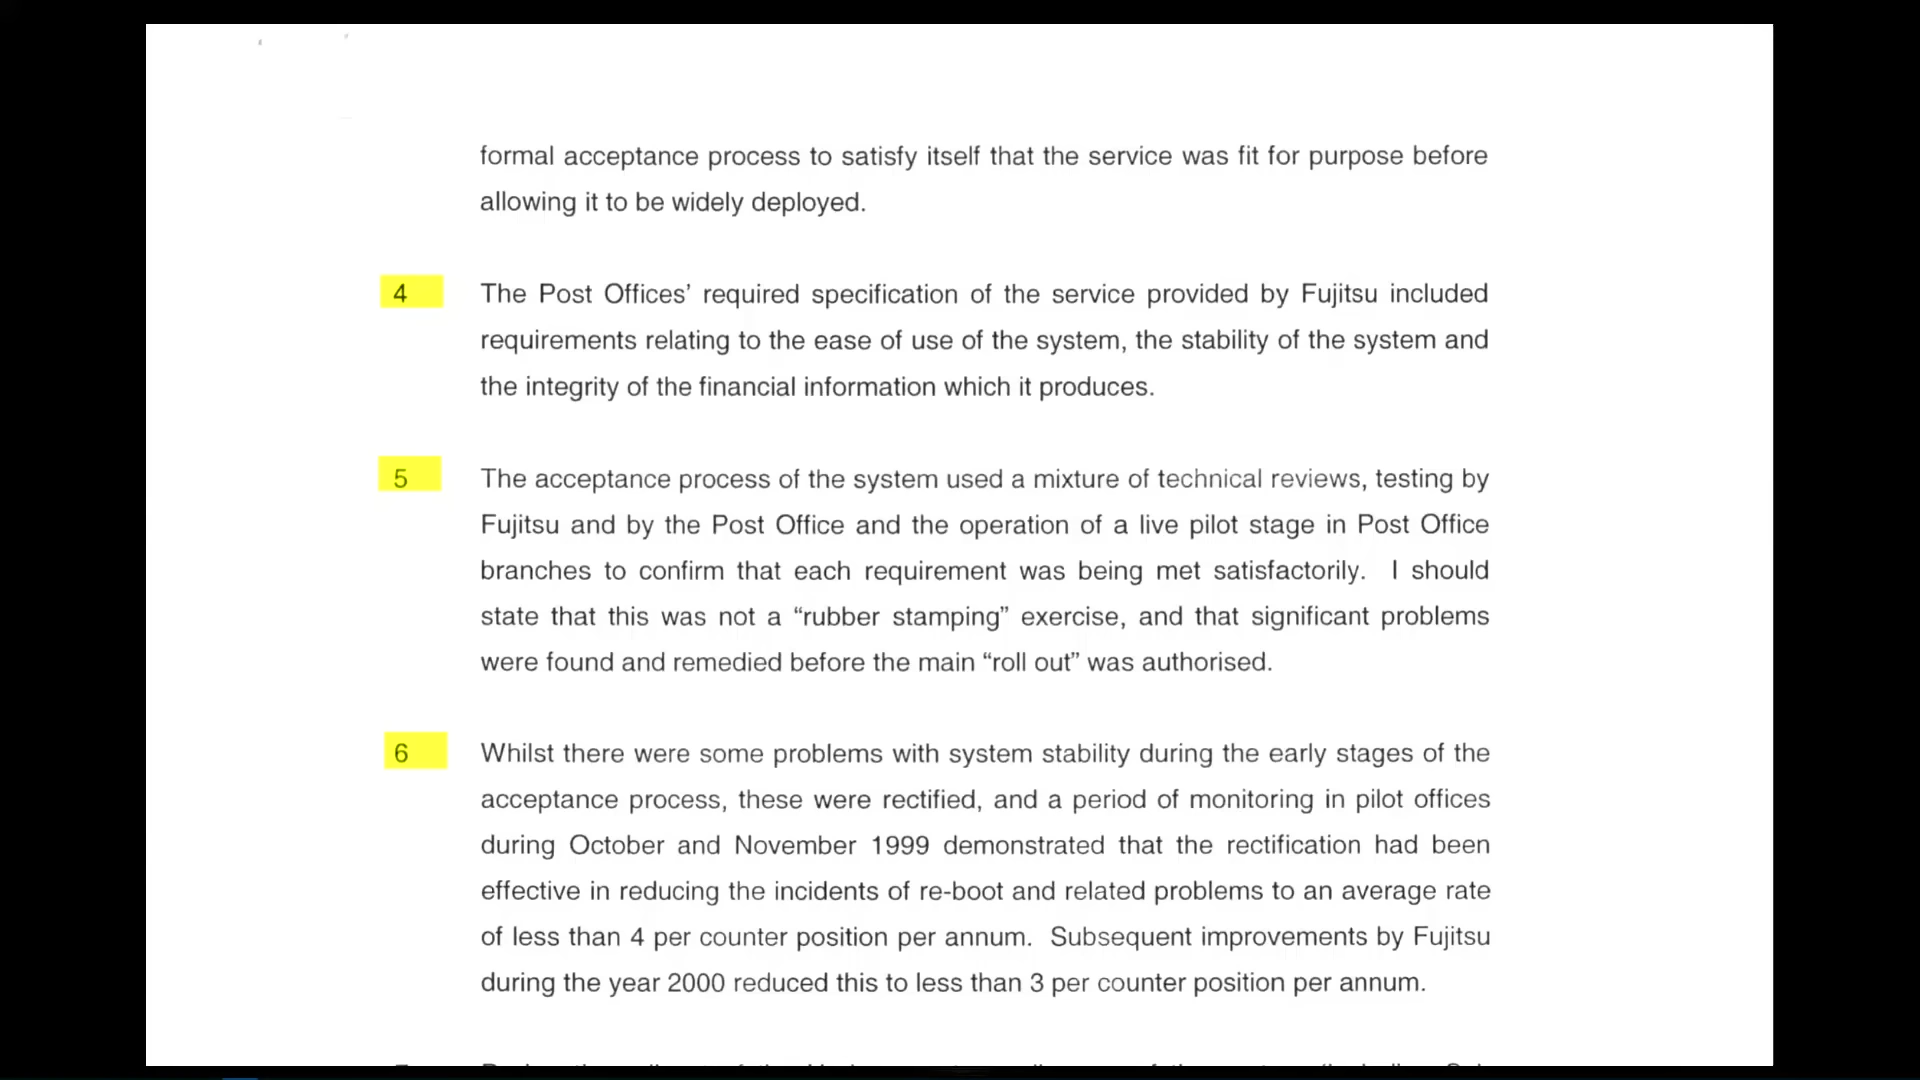 formal acceptance process to satisfy itself that the service was fit for purpose before
allowing it to be widely deployed.
4 The Post Offices’ required specification of the service provided by Fujitsu included
requirements relating to the ease of use of the system, the stability of the system and
the integrity of the financial information which it produces.
5 The acceptance process of the system used a mixture of technical reviews, testing by
Fujitsu and by the Post Office and the operation of a live pilot stage in Post Office
branches to confirm that each requirement was being met satisfactorily. I should
state that this was not a “rubber stamping” exercise, and that significant problems
were found and remedied before the main “roll out” was authorised.
6 Whilst there were some problems with system stability during the early stages of the
acceptance process, these were rectified, and a period of monitoring in pilot offices
during October and November 1999 demonstrated that the rectification had been
effective in reducing the incidents of re-boot and related problems to an average rate
of less than 4 per counter position per annum. Subsequent improvements by Fujitsu
during the year 2000 reduced this to less than 3 per counter position per annum.